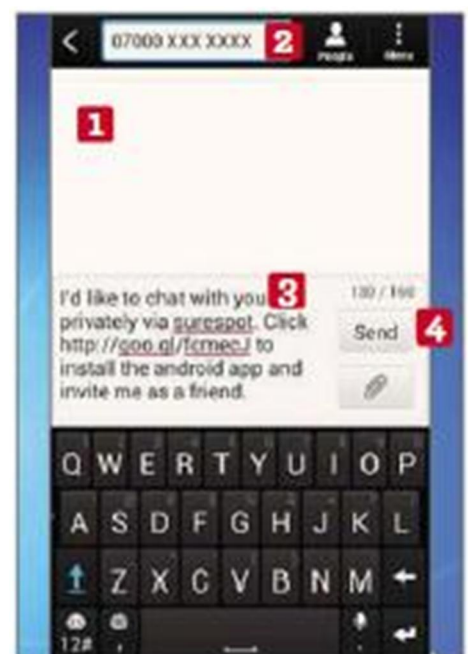 07000 XXX XXXX 2
People
Menu
1
I'd like to chat with you 3
privately via surespot. Click
http://goo.gl/fcmecJ to
install the android app and
invite me as a friend.
130 / 160
Send 4
Q W E R T Y U I O P
A S D F G H J K L
Z X C V B N M
12#
,
.